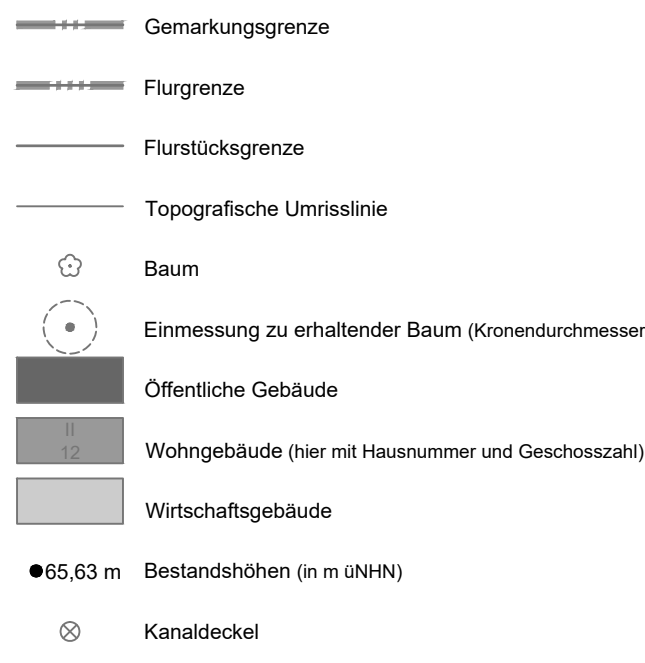 Gemarkungsgrenze
Flurgrenze
Flurstücksgrenze
Topografische Umrisslinie
Baum
Einmessung zu erhaltender Baum (Kronendurchmesser
Öffentliche Gebäude
II
12
Wohngebäude (hier mit Hausnummer und Geschosszahl)
Wirtschaftsgebäude
65,63 m Bestandshöhen (in m üNHN)
Kanaldeckel